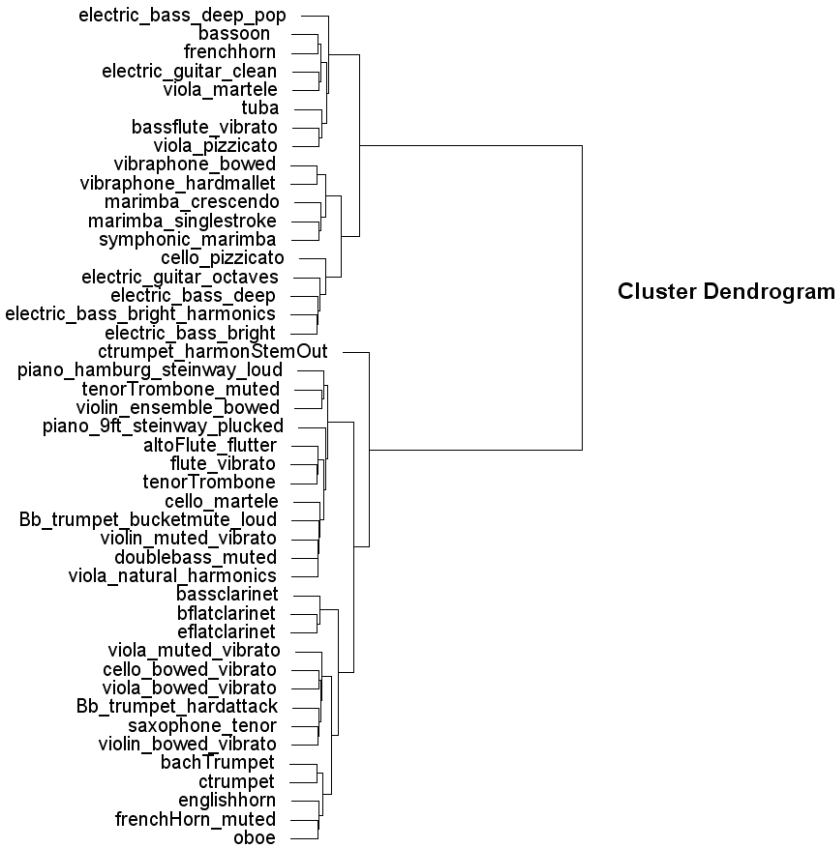 electric_bass_deep_pop
bassoon
frenchhorn
electric_guitar_clean
viola_martele
tuba
bassflute_vibrato
viola_pizzicato
vibraphone_bowed
vibraphone_hardmallet
marimba_crescendo
marimba_singlestroke
symphonic_marimba
cello_pizzicato
electric_guitar_octaves
electric_bass_deep
Cluster Dendrogram
electric_bass_bright_harmonics
electric_bass_bright
ctrumpet_harmonStemOut
piano_hamburg_steinway_loud
tenorTrombone_muted
violin_ensemble_bowed
piano_9ft_steinway_plucked
altoFlute_flutter
flute_vibrato
tenorTrombone
cello_martele
Bb_trumpet_bucketmute_loud
violin_muted_vibrato
doublebass_muted
viola_natural_harmonics
bassclarinet
bflatclarinet
eflatclarinet
viola_muted_vibrato
cello_bowed_vibrato
viola_bowed_vibrato
Bb_trumpet_hardattack
saxophone_tenor
violin_bowed_vibrato
bachTrumpet
ctrumpet
englishhorn
frenchHorn_muted
oboe